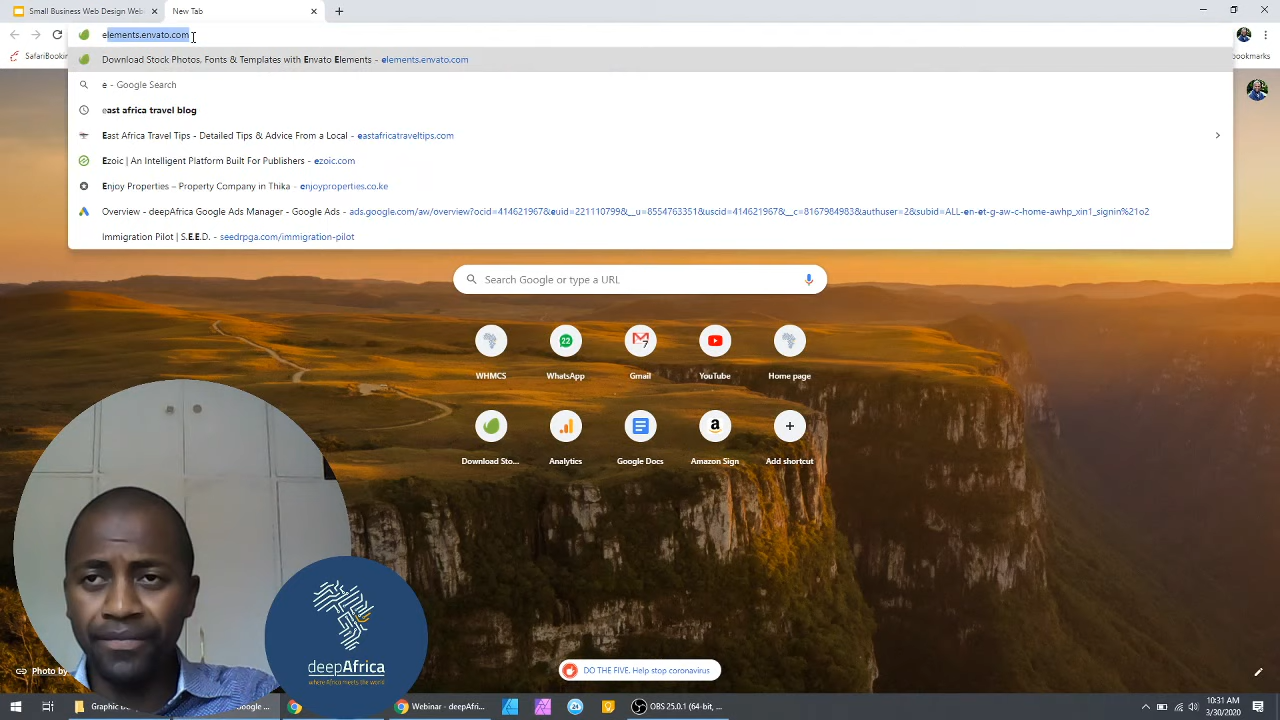 Small Business Web Design Web
New Tab
elements.envato.com
SafariBook
ookmarks
Download Stock Photos, Fonts & Templates with Envato Elements - elements.envato.com
e - Google Search
east africa travel blog
East Africa Travel Tips - Detailed Tips & Advice From a Local - eastafricatraveltips.com
Ezoic | An Intelligent Platform Built For Publishers - ezoic.com
Enjoy Properties – Property Company in Thika - enjoyproperties.co.ke
Overview - deepAfrica Google Ads Manager - Google Ads - ads.google.com/aw/overview?ocid=414621967&euid=221110799&__u=8554763351&uscid=414621967&__c=8167984983&authuser=2&subid=ALL-en-et-g-aw-c-home-awhp_xin1_signin%21o2
Immigration Pilot | S.E.E.D. - seedrpga.com/immigration-pilot
Search Google or type a URL
22
7
WHMCS WhatsApp Gmail YouTube Home page
Download Sto... Analytics Google Docs Amazon Sign Add shortcut
deepAfrica
where Africa meets the world
Photo by
DO THE FIVE. Help stop coronavirus
Graphic D
Google ...
Webinar - deepAfri...
24
OBS 25.0.1 (64-bit, ...
10:31 AM
3/30/2020